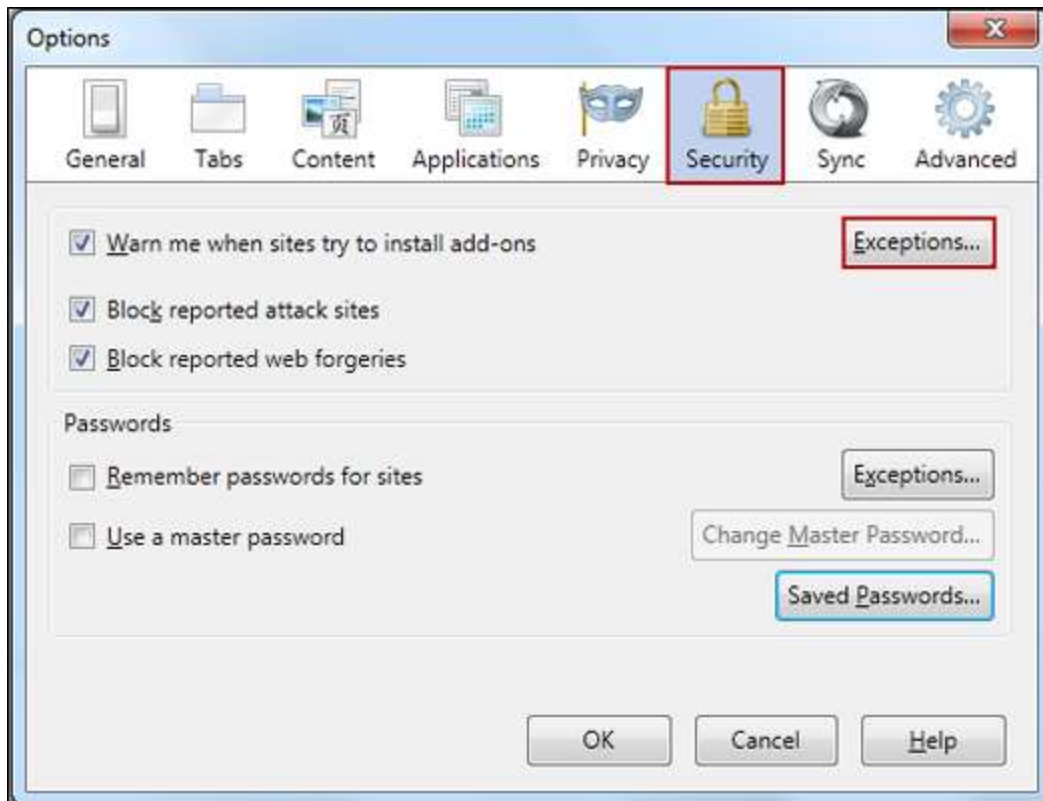 Options
General Tabs Content Applications Privacy Security Sync Advanced
页
Warn me when sites try to install add-ons Exceptions...
Block reported attack sites
Block reported web forgeries
Passwords
Remember passwords for sites Exceptions...
Use a master password Change Master Password...
Saved Passwords...
OK Cancel Help